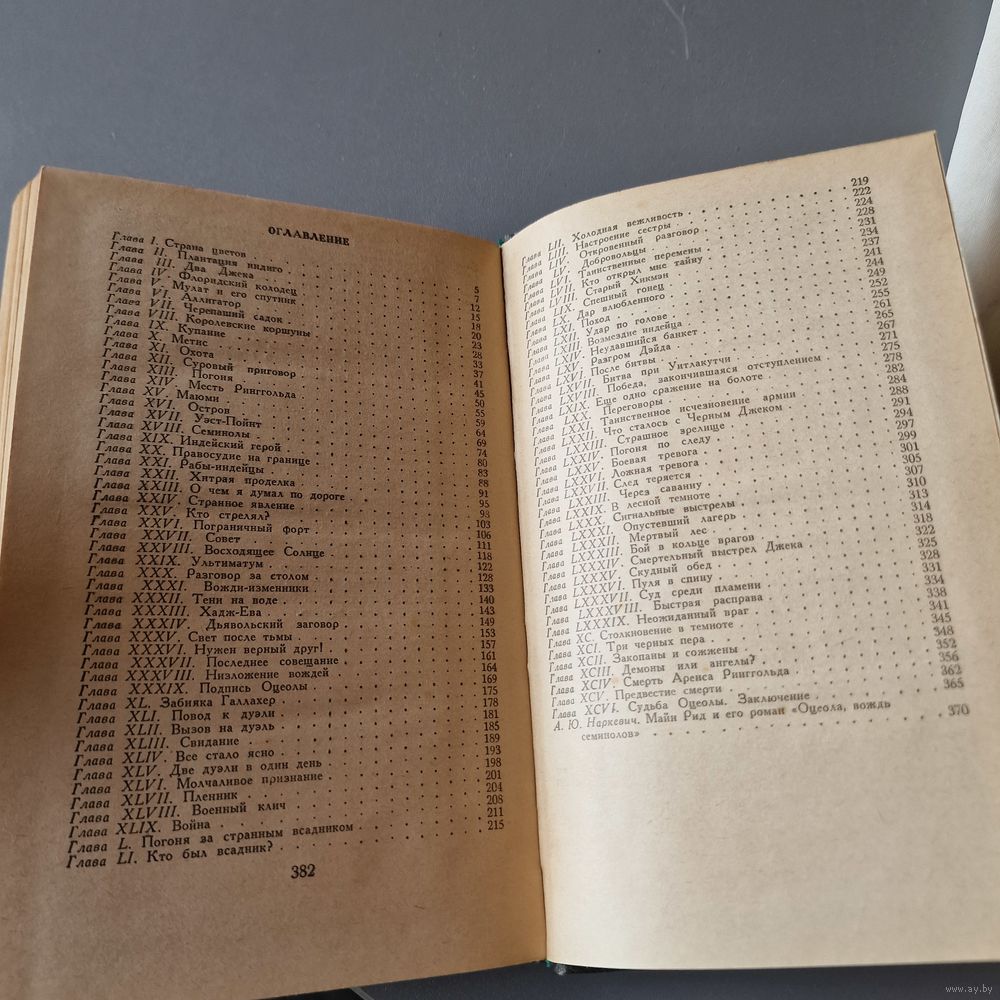 ОГЛАВЛЕНИЕ
Глава I. Страна цветов 5
Глава II. Плантация индиго 7
Глава III. Два Джека 12
Глава IV. Флоридский колодец 15
Глава V. Мулат и его спутник 18
Глава VI. Аллигатор 20
Глава VII. Черепаший садок 23
Глава VIII. Королевские коршуны 28
Глава IX. Купание 33
Глава X. Метис 37
Глава XI. Охота 41
Глава XII. Суровый приговор 45
Глава XIII. Погоня 50
Глава XIV. Месть Ринггольда 55
Глава XV. Маюми 59
Глава XVI. Остров 64
Глава XVII. Уэст-Пойнт 69
Глава XVIII. Семинолы 74
Глава XIX. Индейский герой 80
Глава XX. Правосудие на границе 83
Глава XXI. Рабы-индейцы 88
Глава XXII. Хитрая проделка 91
Глава XXIII. О чем я думал по дороге 95
Глава XXIV. Странное явление 98
Глава XXV. Кто стрелял? 103
Глава XXVI. Пограничный форт 106
Глава XXVII. Совет 111
Глава XXVIII. Восходящее Солнце 118
Глава XXIX. Ультиматум 122
Глава XXX. Разговор за столом 128
Глава XXXI. Вожди-изменники 133
Глава XXXII. Тени на воде 140
Глава XXXIII. Хадж-Ева 143
Глава XXXIV. Дьявольский заговор 149
Глава XXXV. Свет после тьмы 153
Глава XXXVI. Нужен верный друг! 157
Глава XXXVII. Последнее совещание 161
Глава XXXVIII. Низложение вождей 164
Глава XXXIX. Подпись Оцеолы 169
Глава XL. Забияка Галлахер 175
Глава XLI. Повод к дуэли 178
Глава XLII. Вызов на дуэль 181
Глава XLIII. Свидание 185
Глава XLIV. Все стало ясно 189
Глава XLV. Две дуэли в один день 193
Глава XLVI. Молчаливое признание 198
Глава XLVII. Пленник 201
Глава XLVIII. Военный клич 204
Глава XLIX. Война 208
Глава L. Погоня за странным всадником 211
Глава LI. Кто был всадник? 215
382
Глава LII. Холодная вежливость 219
Глава LIII. Настроение сестры 222
Глава LIV. Откровенный разговор 224
Глава LV. Добровольцы 228
Глава LVI. Таинственные перемены 231
Глава LVII. Кто открыл мне тайну 234
Глава LVIII. Старый Хикмэн 237
Глава LIX. Спешный гонец 241
Глава LX. Дар влюбленного 244
Глава LXI. Поход 249
Глава LXII. Удар по голове 252
Глава LXIII. Возмездие индейца 255
Глава LXIV. Неудавшийся банкет 261
Глава LXV. Разгром Дэйда 265
Глава LXVI. После битвы 267
Глава LXVII. Битва при Уитлакутчи 271
Глава LXVIII. Победа, закончившаяся отступлением 275
Глава LXIX. Еще одно сражение на болоте 278
Глава LXX. Переговоры 282
Глава LXXI. Таинственное исчезновение армии 284
Глава LXXII. Что сталось с Черным Джеком 288
Глава LXXIII. Страшное зрелище 291
Глава LXXIV. Погоня по следу 294
Глава LXXV. Боевая тревога 297
Глава LXXVI. Ложная тревога 299
Глава LXXVII. След теряется 301
Глава LXXVIII. Через саванну 305
Глава LXXIX. В лесной темноте 307
Глава LXXX. Сигнальные выстрелы 310
Глава LXXXI. Опустевший лагерь 313
Глава LXXXII. Мертвый лес 314
Глава LXXXIII. Бой в кольце врагов 318
Глава LXXXIV. Смертельный выстрел Джека 322
Глава LXXXV. Скудный обед 325
Глава LXXXVI. Пуля в спину 328
Глава LXXXVII. Суд среди пламени 331
Глава LXXXVIII. Быстрая расправа 334
Глава LXXXIX. Неожиданный враг 338
Глава XC. Столкновение в темноте 341
Глава XCI. Три черных пера 345
Глава XCII. Закопаны и сожжены 348
Глава XCIII. Демоны или ангелы? 352
Глава XCIV. Смерть Аренса Ринггольда 356
Глава XCV. Предвестие смерти 362
Глава XCVI. Судьба Оцеолы. Заключение 365
А. Ю. Наркевич. Майн Рид и его роман «Оцеола, вождь
семинолов» 370
www.ay.by